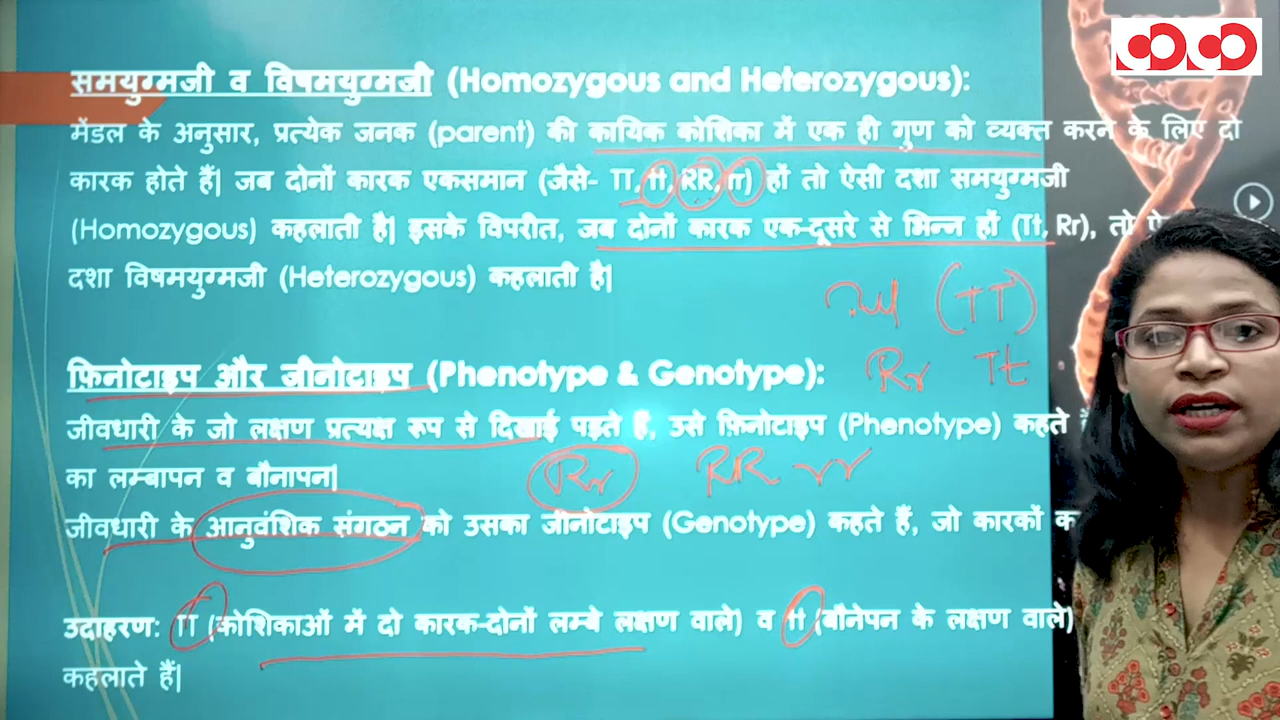 समयुग्मजी व विषमयुग्मजी (Homozygous and Heterozygous):
मेंडल के अनुसार, प्रत्येक जनक (parent) की कायिक कोशिका में एक ही गुण को व्यक्त करने के लिए दो
कारक होते हैं| जब दोनों कारक एकसमान (जैसे- TT, tt, RR, rr) हों तो ऐसी दशा समयुग्मजी
(Homozygous) कहलाती है| इसके विपरीत, जब दोनों कारक एक-दूसरे से भिन्न हों (Tt, Rr), तो
दशा विषमयुग्मजी (Heterozygous) कहलाती है|
(TT)
Rr Tt
फ़िनोटाइप और जीनोटाइप (Phenotype & Genotype):
जीवधारी के जो लक्षण प्रत्यक्ष रूप से दिखाई पड़ते हैं, उसे फ़िनोटाइप (Phenotype) कहते
का लम्बापन व बौनापन|
Rr RR rr
जीवधारी के आनुवंशिक संगठन को उसका जीनोटाइप (Genotype) कहते हैं, जो कारकों
उदाहरण: TT (कोशिकाओं में दो कारक-दोनों लम्बे लक्षण वाले) व tt (बौनेपन के लक्षण वाले)
कहलाते हैं|